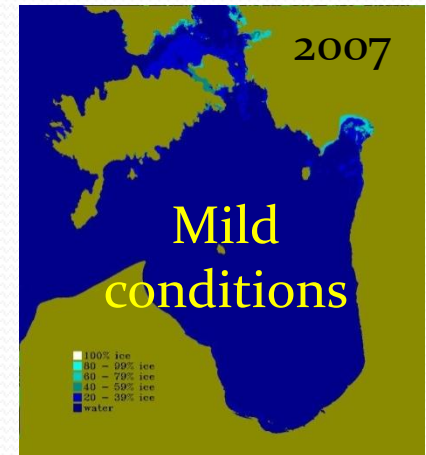 2007
Mild
conditions
100% ice
80 - 99% ice
60 - 79% ice
40 - 59% ice
20 - 39% ice
water